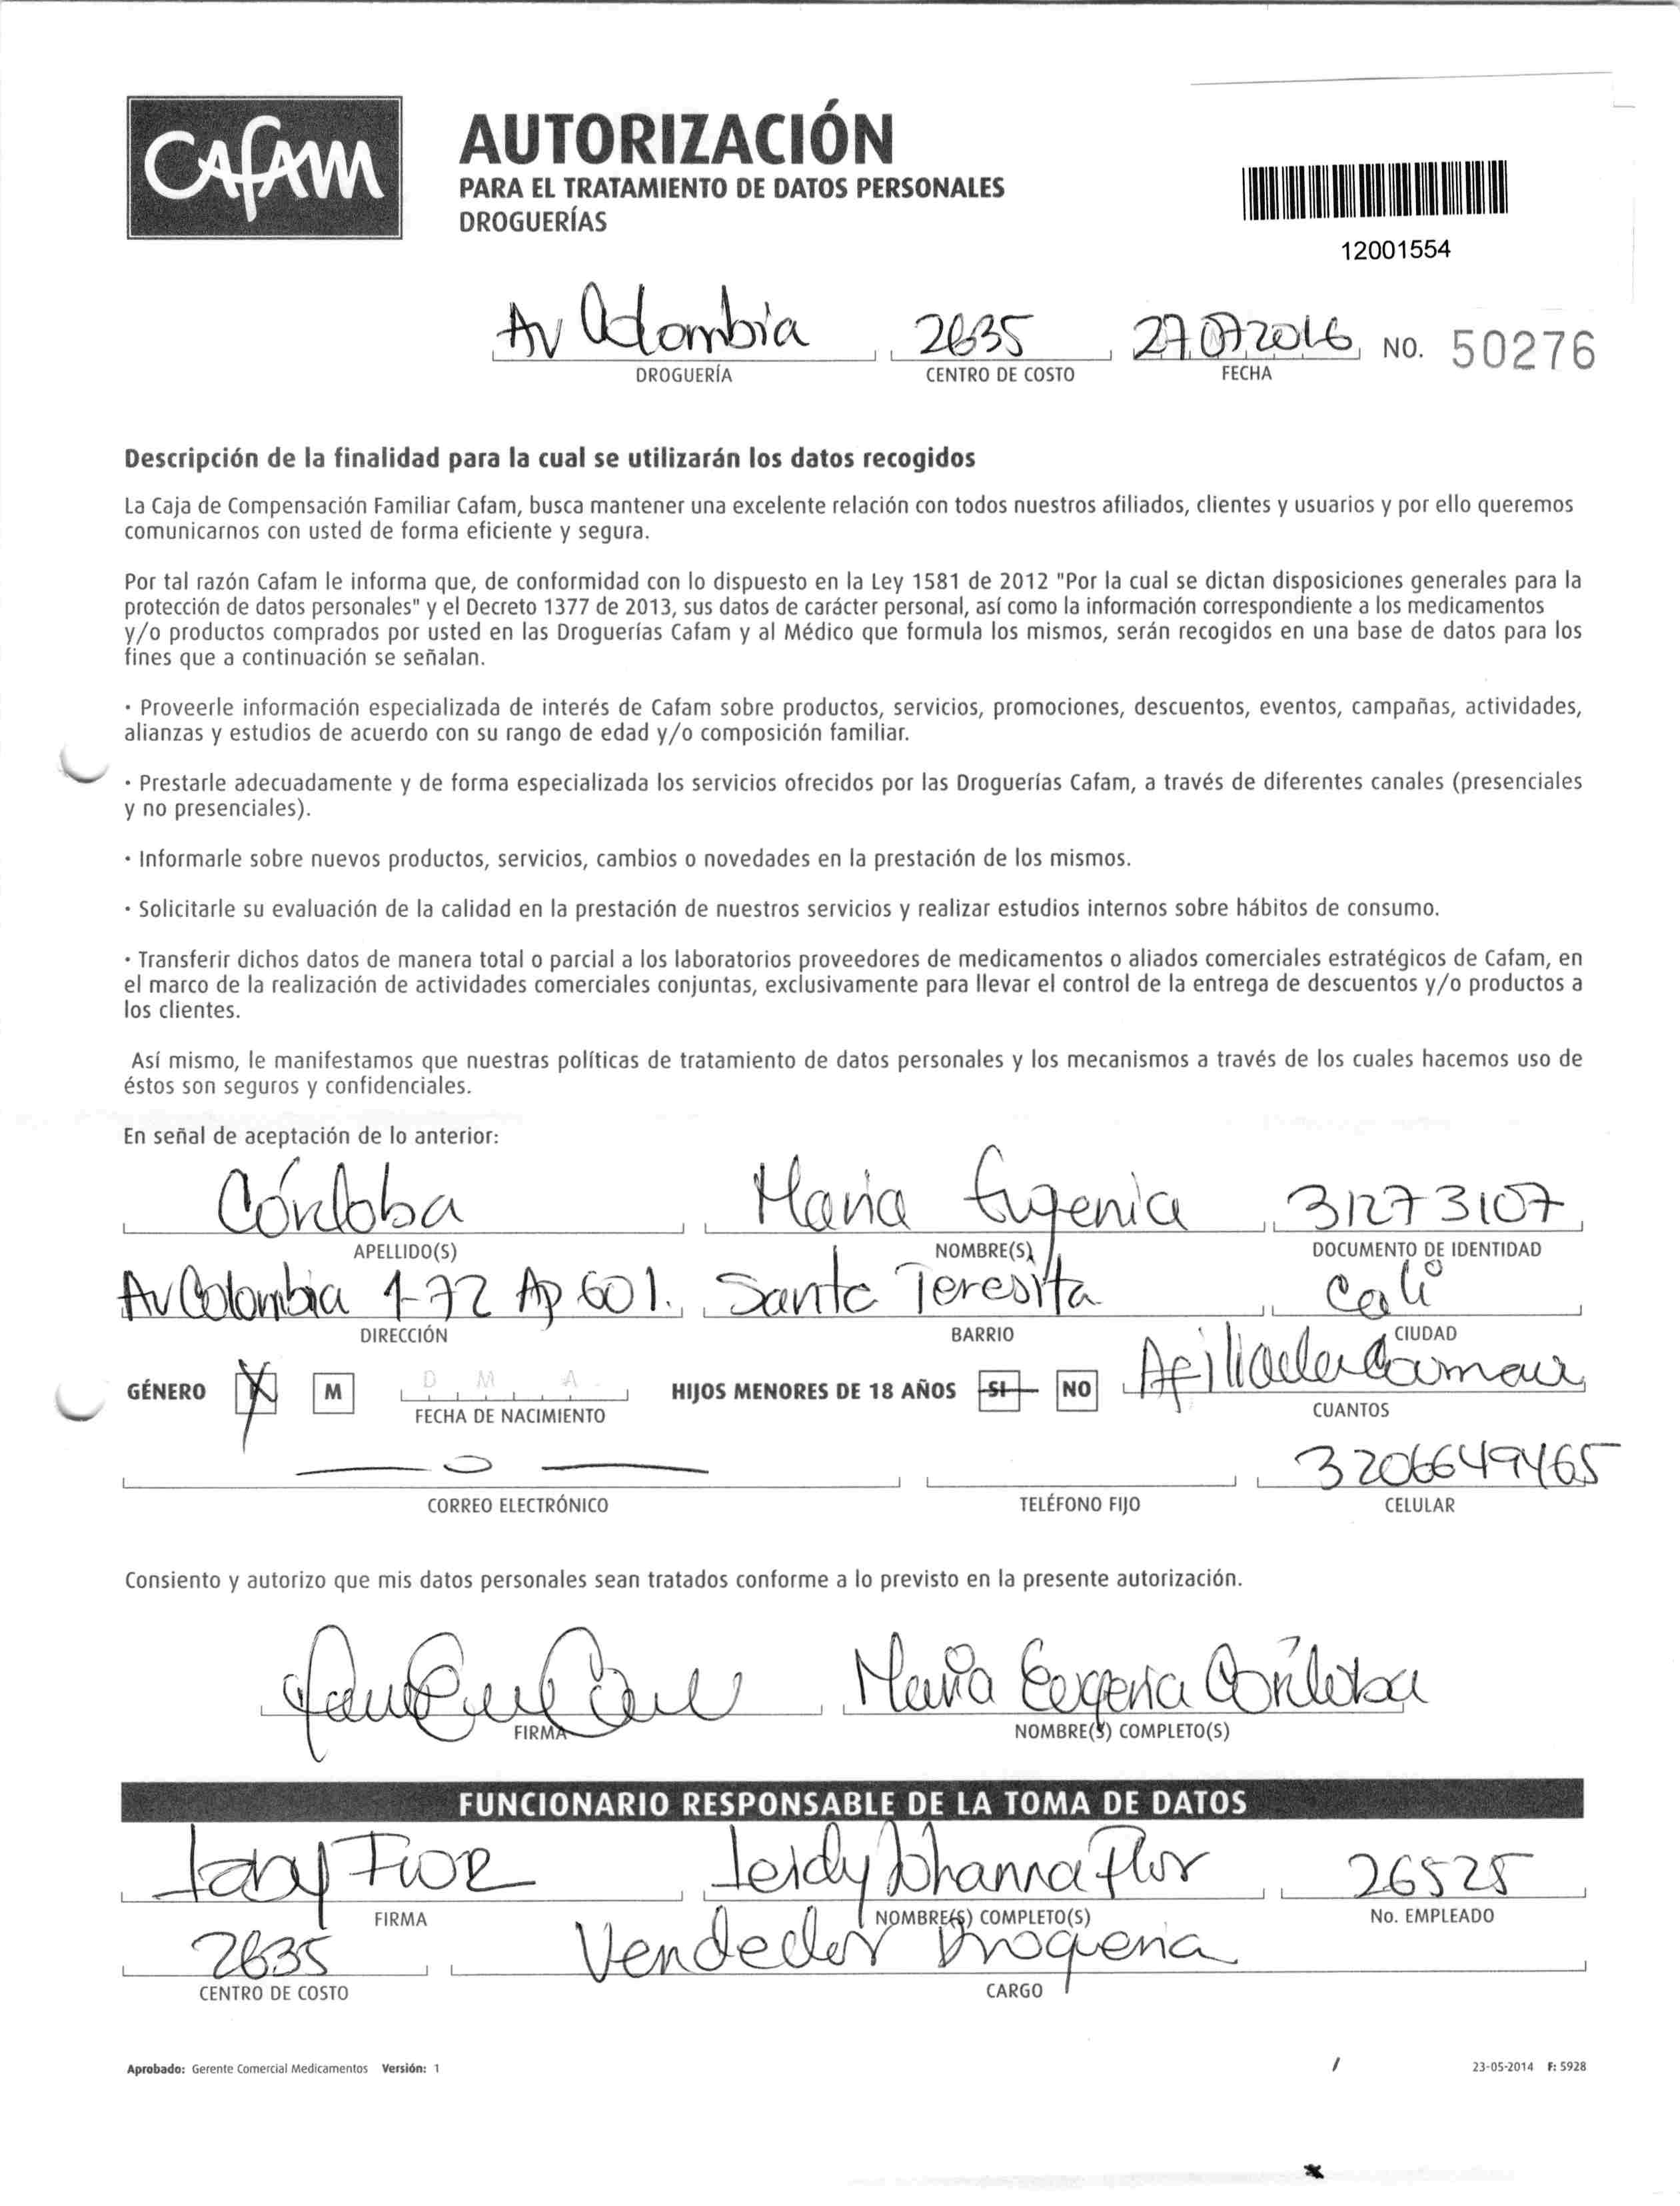 CAFAM
AUTORIZACIÓN
PARA EL TRATAMIENTO DE DATOS PERSONALES
DROGUERÍAS
12001554
Av Colombia 2635 27 07 2016 NO. 50276
DROGUERÍA CENTRO DE COSTO FECHA
Descripción de la finalidad para la cual se utilizarán los datos recogidos
La Caja de Compensación Familiar Cafam, busca mantener una excelente relación con todos nuestros afiliados, clientes y usuarios y por ello queremos
comunicarnos con usted de forma eficiente y segura.
Por tal razón Cafam le informa que, de conformidad con lo dispuesto en la Ley 1581 de 2012 "Por la cual se dictan disposiciones generales para la
protección de datos personales" y el Decreto 1377 de 2013, sus datos de carácter personal, así como la información correspondiente a los medicamentos
y/o productos comprados por usted en las Droguerías Cafam y al Médico que formula los mismos, serán recogidos en una base de datos para los
fines que a continuación se señalan.
· Proveerle información especializada de interés de Cafam sobre productos, servicios, promociones, descuentos, eventos, campañas, actividades,
alianzas y estudios de acuerdo con su rango de edad y/o composición familiar.
· Prestarle adecuadamente y de forma especializada los servicios ofrecidos por las Droguerías Cafam, a través de diferentes canales (presenciales
y no presenciales).
· Informarle sobre nuevos productos, servicios, cambios o novedades en la prestación de los mismos.
· Solicitarle su evaluación de la calidad en la prestación de nuestros servicios y realizar estudios internos sobre hábitos de consumo.
· Transferir dichos datos de manera total o parcial a los laboratorios proveedores de medicamentos o aliados comerciales estratégicos de Cafam, en
el marco de la realización de actividades comerciales conjuntas, exclusivamente para llevar el control de la entrega de descuentos y/o productos a
los clientes.
Así mismo, le manifestamos que nuestras políticas de tratamiento de datos personales y los mecanismos a través de los cuales hacemos uso de
éstos son seguros y confidenciales.
En señal de aceptación de lo anterior:
Córdoba Maria Eugenia 31273107
APELLIDO(S) NOMBRE(S) DOCUMENTO DE IDENTIDAD
Av Colombia 1-72 Ap 601. Santa Teresita Cali
DIRECCIÓN BARRIO CIUDAD
GÉNERO M D M A HIJOS MENORES DE 18 AÑOS SI NO Afiliada
FECHA DE NACIMIENTO CUANTOS
3206649465
CORREO ELECTRÓNICO TELÉFONO FIJO CELULAR
Consiento y autorizo que mis datos personales sean tratados conforme a lo previsto en la presente autorización.
María Eugenia Córdoba
FIRMA NOMBRE(S) COMPLETO(S)
FUNCIONARIO RESPONSABLE DE LA TOMA DE DATOS
Leidy Johanna Flor 26525
FIRMA NOMBRE(S) COMPLETO(S) No. EMPLEADO
2635 Vendedor Drogueria
CENTRO DE COSTO CARGO
Aprobado: Gerente Comercial Medicamentos Versión: 1 23-05-2014 F: 5928